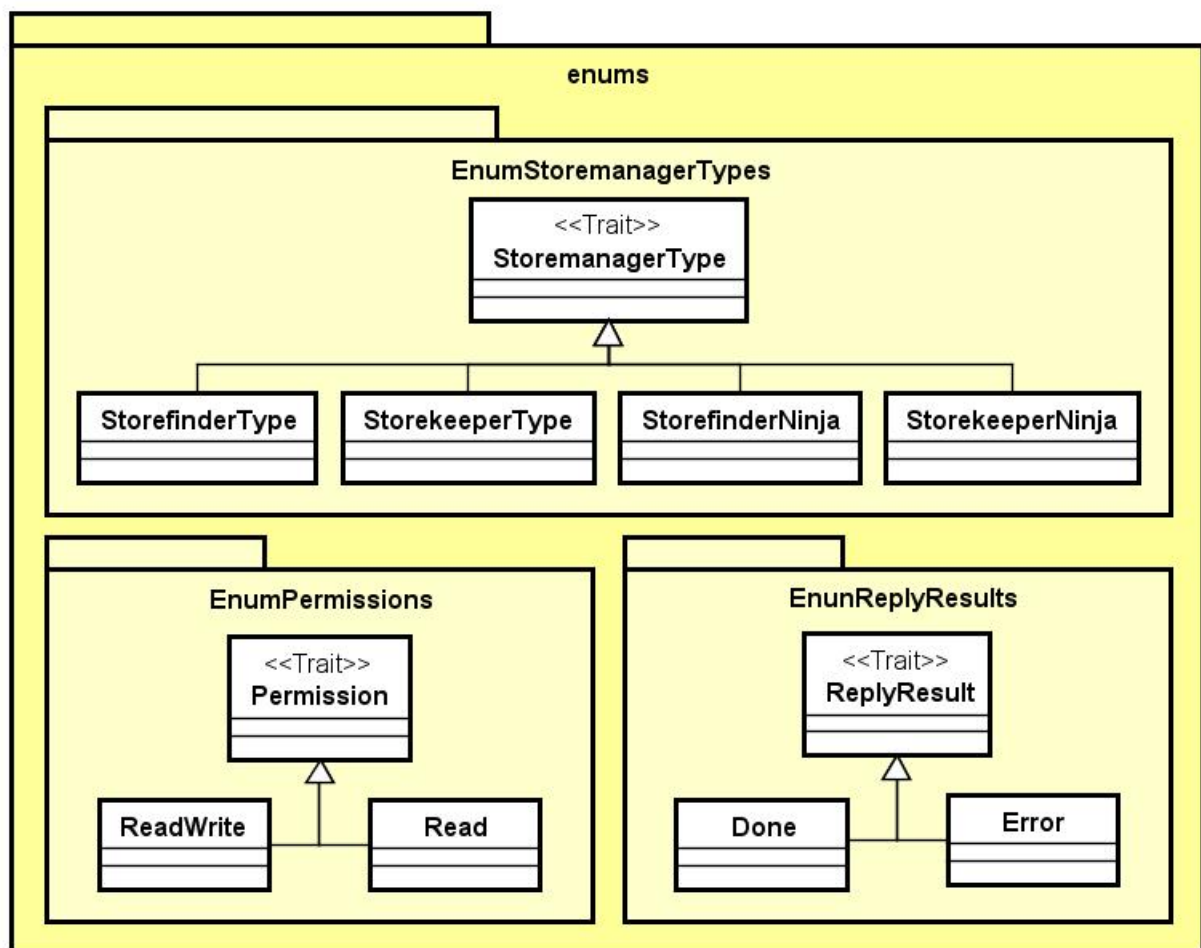 enums
EnumStoremanagerTypes
<<Trait>>
StoremanagerType
StorefinderType
StorekeeperType
StorefinderNinja
StorekeeperNinja
EnumPermissions
<<Trait>>
Permission
ReadWrite
Read
EnunReplyResults
<<Trait>>
ReplyResult
Done
Error